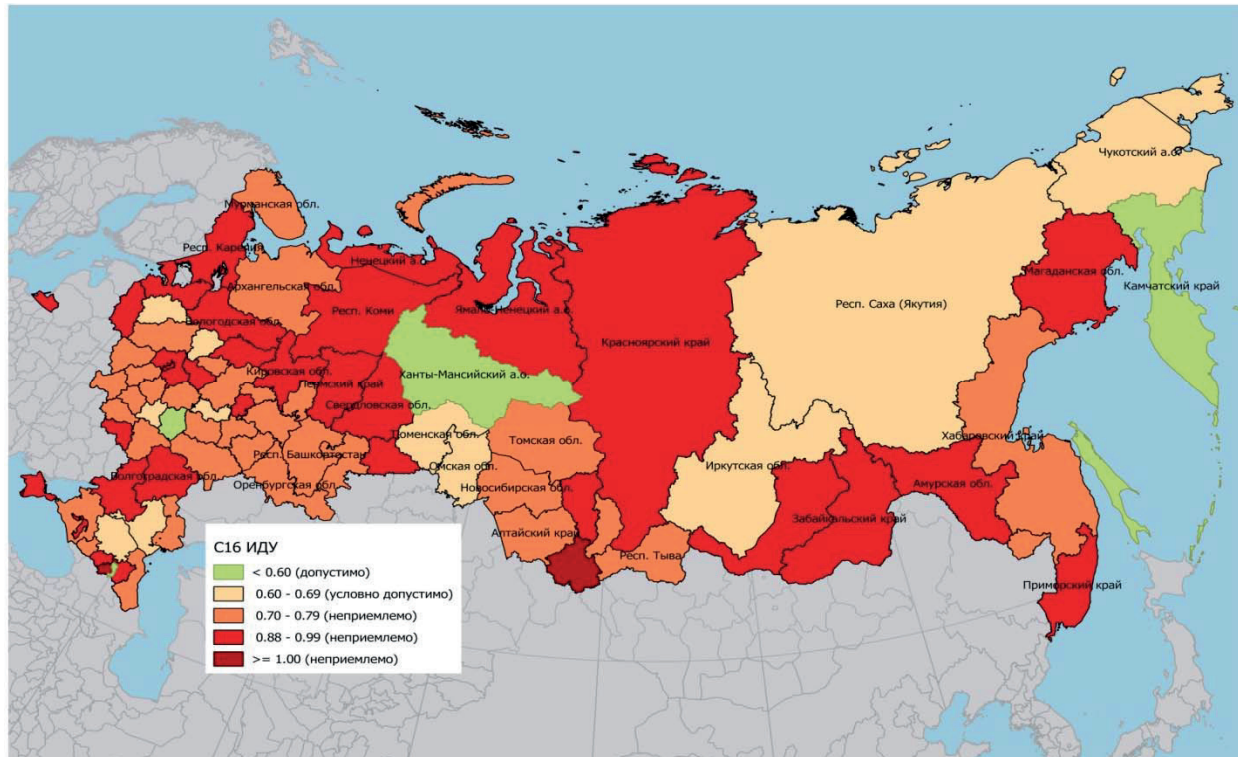 Чукотский а.о.
Мурманская обл.
Респ. Карелия
Ненецкий а.о.
Магаданская обл.
Архангельская обл.
Камчатский край
Респ. Саха (Якутия)
Респ. Коми
Ямало-Ненецкий а.о.
Вологодская обл.
Красноярский край
Кировская обл.
Ханты-Мансийский а.о.
Пермский край
Свердловская обл.
Тюменская обл.
Хабаровский край
Томская обл.
Респ. Башкортостан
Омская обл.
Иркутская обл.
Волгоградская обл.
Оренбургская обл.
Новосибирская обл.
Амурская обл.
Забайкальский край
Алтайский край
Респ. Тыва
Приморский край
С16 ИДУ
< 0.60 (допустимо)
0.60 - 0.69 (условно допустимо)
0.70 - 0.79 (неприемлемо)
0.88 - 0.99 (неприемлемо)
>= 1.00 (неприемлемо)